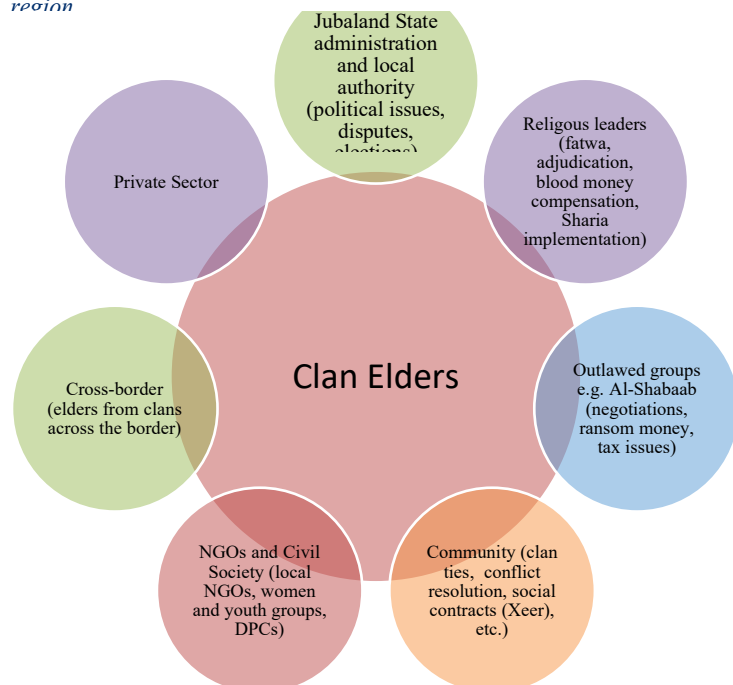 region
Jubaland State
administration
and local
authority
(political issues,
disputes,
elections)
Religous leaders
(fatwa,
adjudication,
blood money
compensation,
Sharia
implementation)
Private Sector
Clan Elders
Outlawed groups
e.g. Al-Shabaab
(negotiations,
ransom money,
tax issues)
Cross-border
(elders from clans
across the border)
NGOs and Civil
Society (local
NGOs, women
and youth groups,
DPCs)
Community (clan
ties, conflict
resolution, social
contracts (Xeer),
etc.)